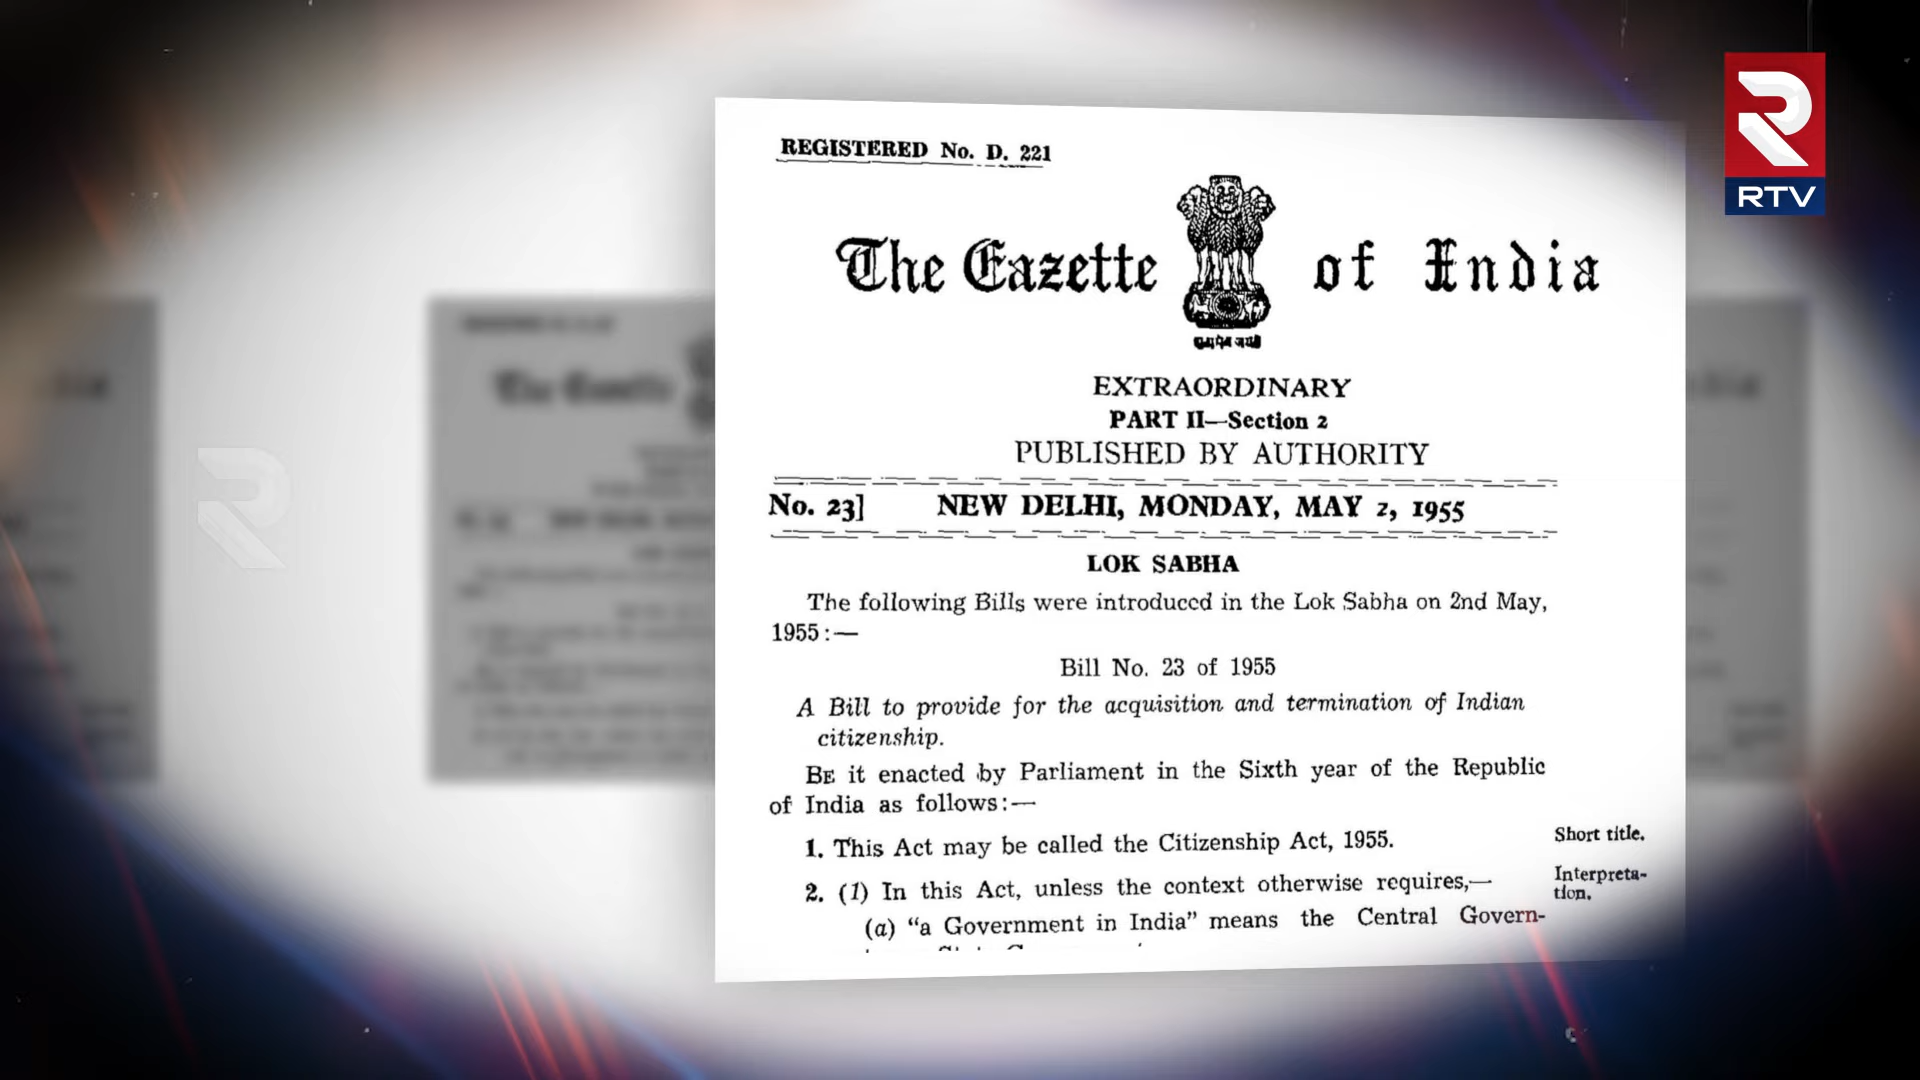 RTV
REGISTERED No. D. 221
The Gazette of India
EXTRAORDINARY
PART II—Section 2
PUBLISHED BY AUTHORITY
No. 23] NEW DELHI, MONDAY, MAY 2, 1955
LOK SABHA
The following Bills were introduced in the Lok Sabha on 2nd May,
1955:—
Bill No. 23 of 1955
A Bill to provide for the acquisition and termination of Indian
citizenship.
BE it enacted by Parliament in the Sixth year of the Republic
of India as follows:—
1. This Act may be called the Citizenship Act, 1955.
Short title.
2. (1) In this Act, unless the context otherwise requires,—
Interpreta-
tion.
(a) “a Government in India” means the Central Govern-